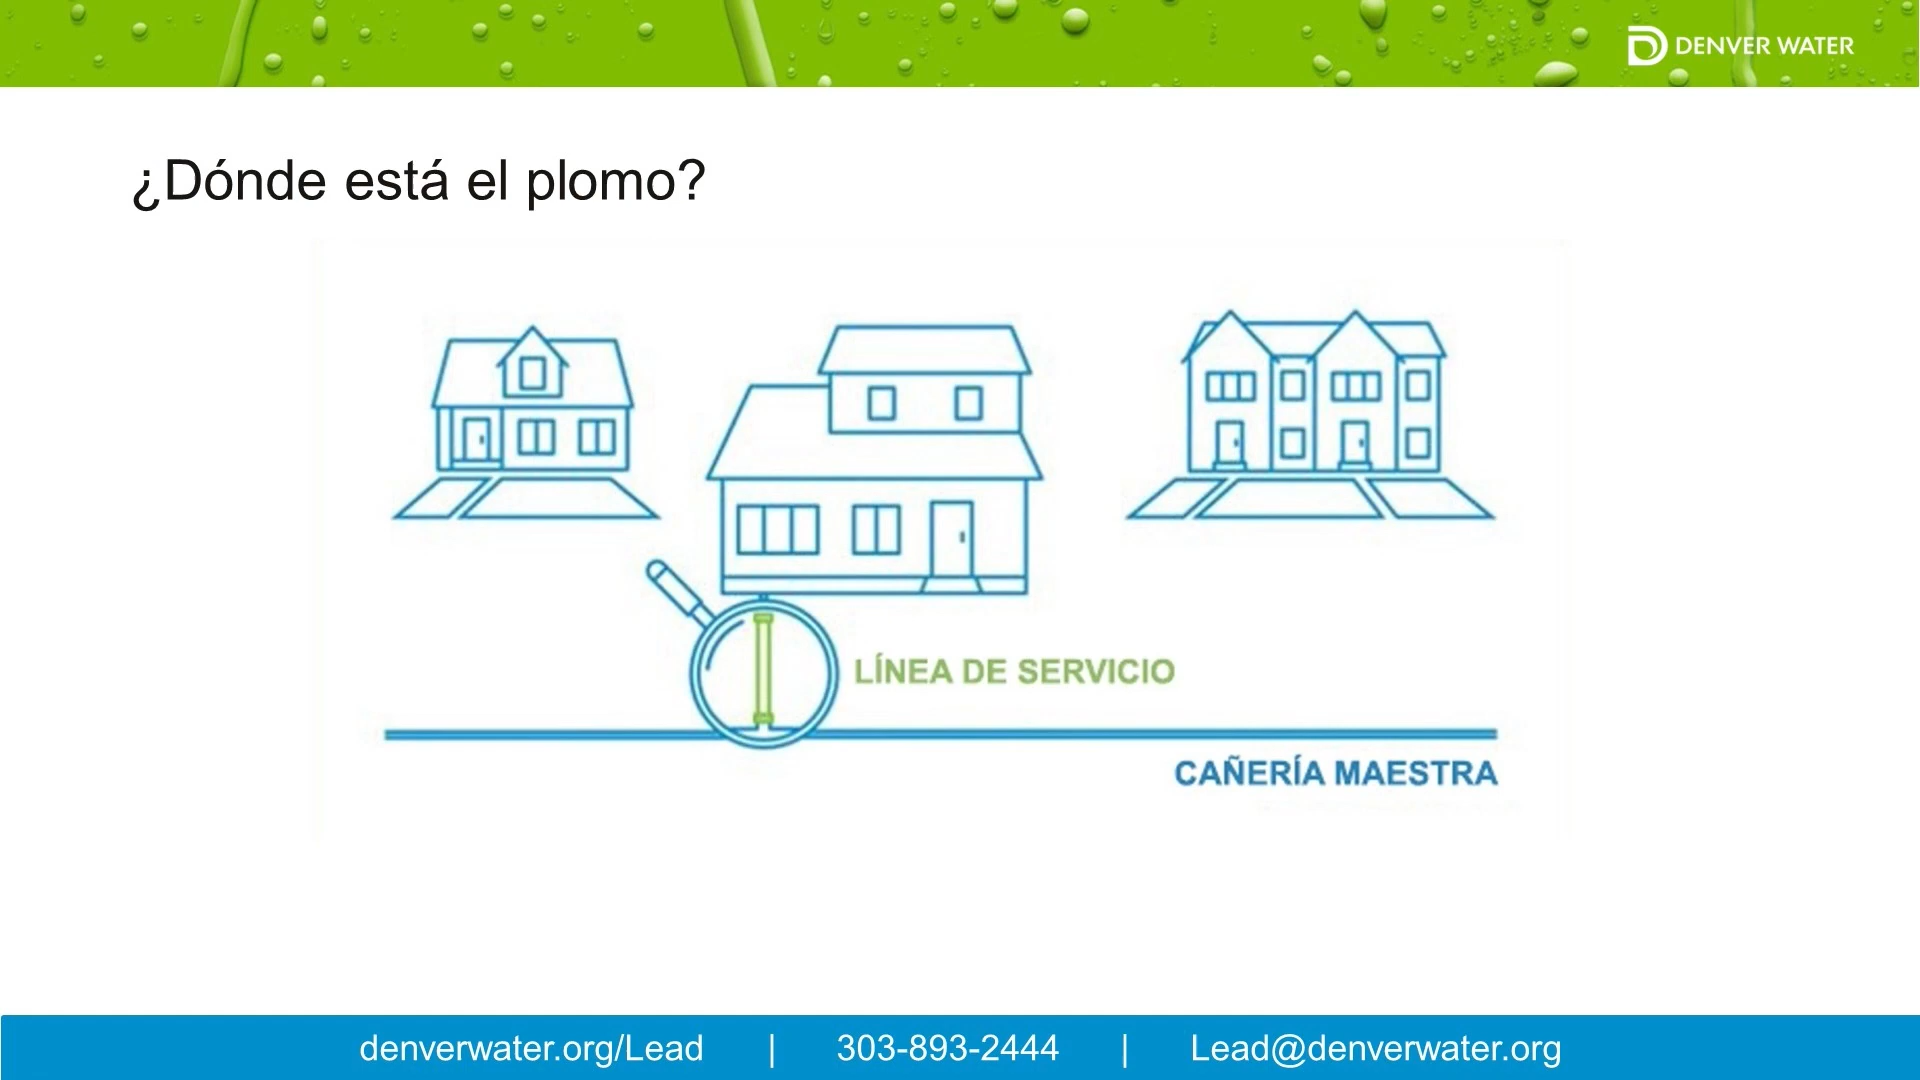 DENVER WATER
¿Dónde está el plomo?
LÍNEA DE SERVICIO
CAÑERÍA MAESTRA
denverwater.org/Lead | 303-893-2444 | Lead@denverwater.org